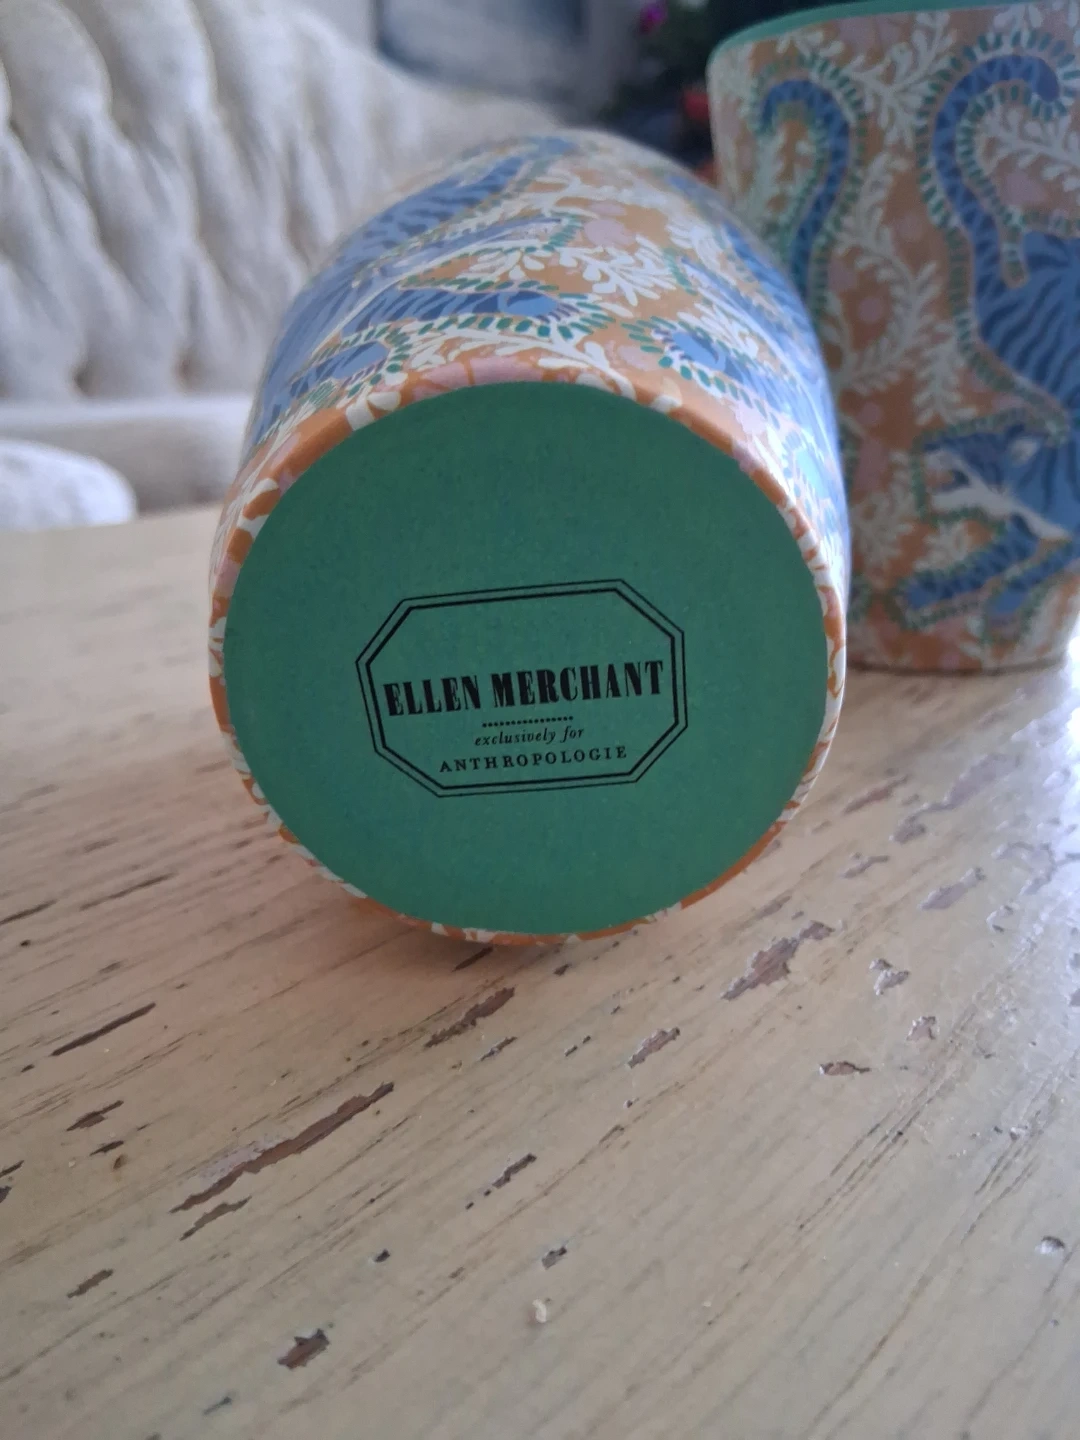 ELLEN MERCHANT
exclusively for
ANTHROPOLOGIE